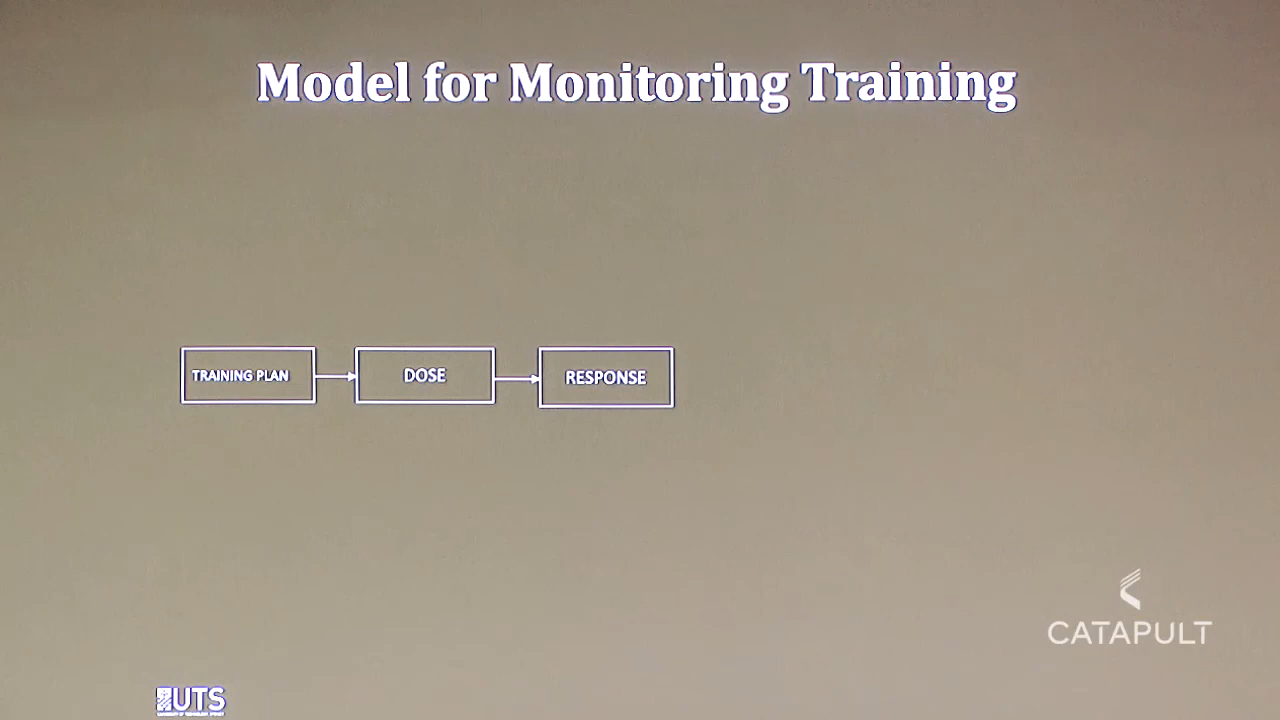 Model for Monitoring Training
TRAINING PLAN
DOSE
RESPONSE
CATAPULT
UTS